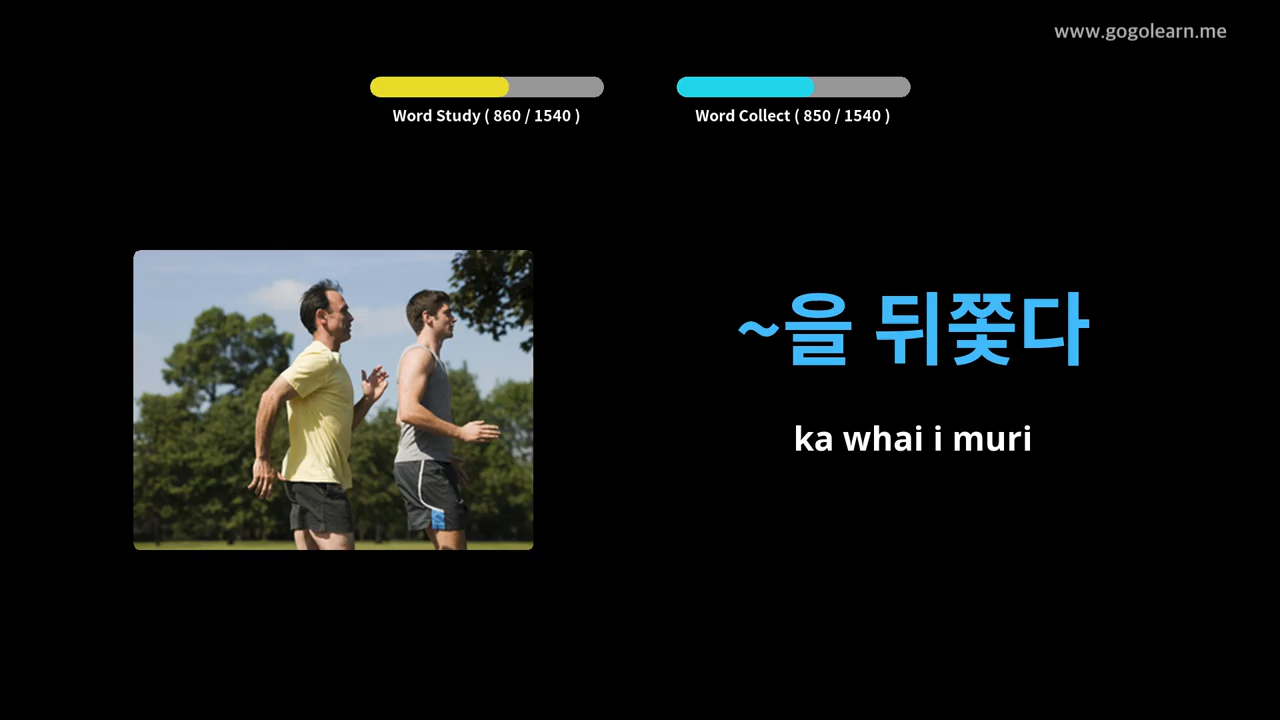 www.gogolearn.me
Word Study ( 860 / 1540 )
Word Collect ( 850 / 1540 )
~을 뒤쫓다
ka whai i muri